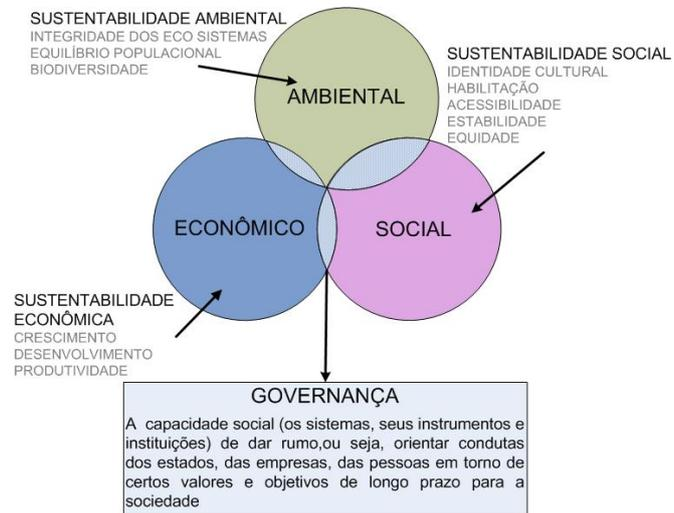 SUSTENTABILIDADE AMBIENTAL
INTEGRIDADE DOS ECO SISTEMAS
EQUILÍBRIO POPULACIONAL
BIODIVERSIDADE
SUSTENTABILIDADE SOCIAL
IDENTIDADE CULTURAL
HABILITAÇÃO
ACESSIBILIDADE
ESTABILIDADE
EQUIDADE
AMBIENTAL
ECONÔMICO
SOCIAL
SUSTENTABILIDADE
ECONÔMICA
CRESCIMENTO
DESENVOLVIMENTO
PRODUTIVIDADE
GOVERNANÇA
A capacidade social (os sistemas, seus instrumentos e
instituições) de dar rumo,ou seja, orientar condutas
dos estados, das empresas, das pessoas em torno de
certos valores e objetivos de longo prazo para a
sociedade